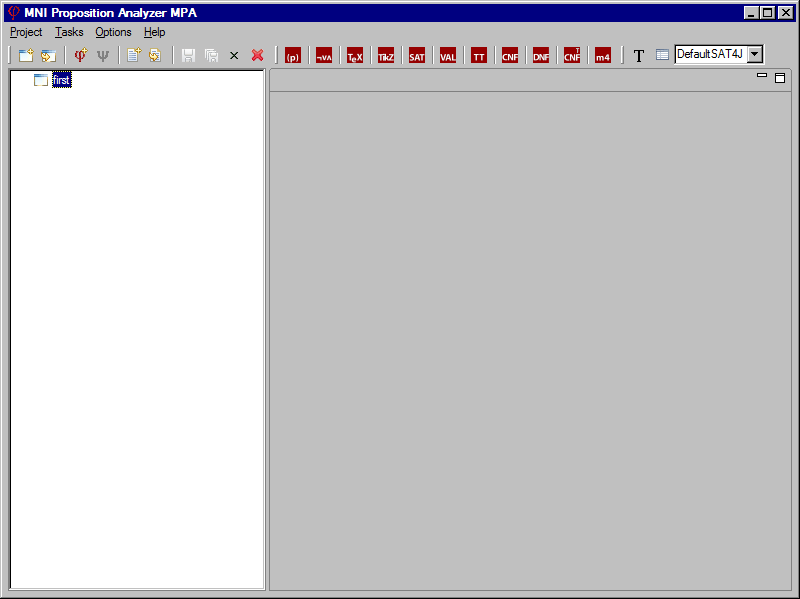 MNI Proposition Analyzer MPA
Project Tasks Options Help
φ ψ (p) ¬∨∧ TeX TikZ SAT VAL TT CNF DNF CNF T m4 T DefaultSAT4J
first